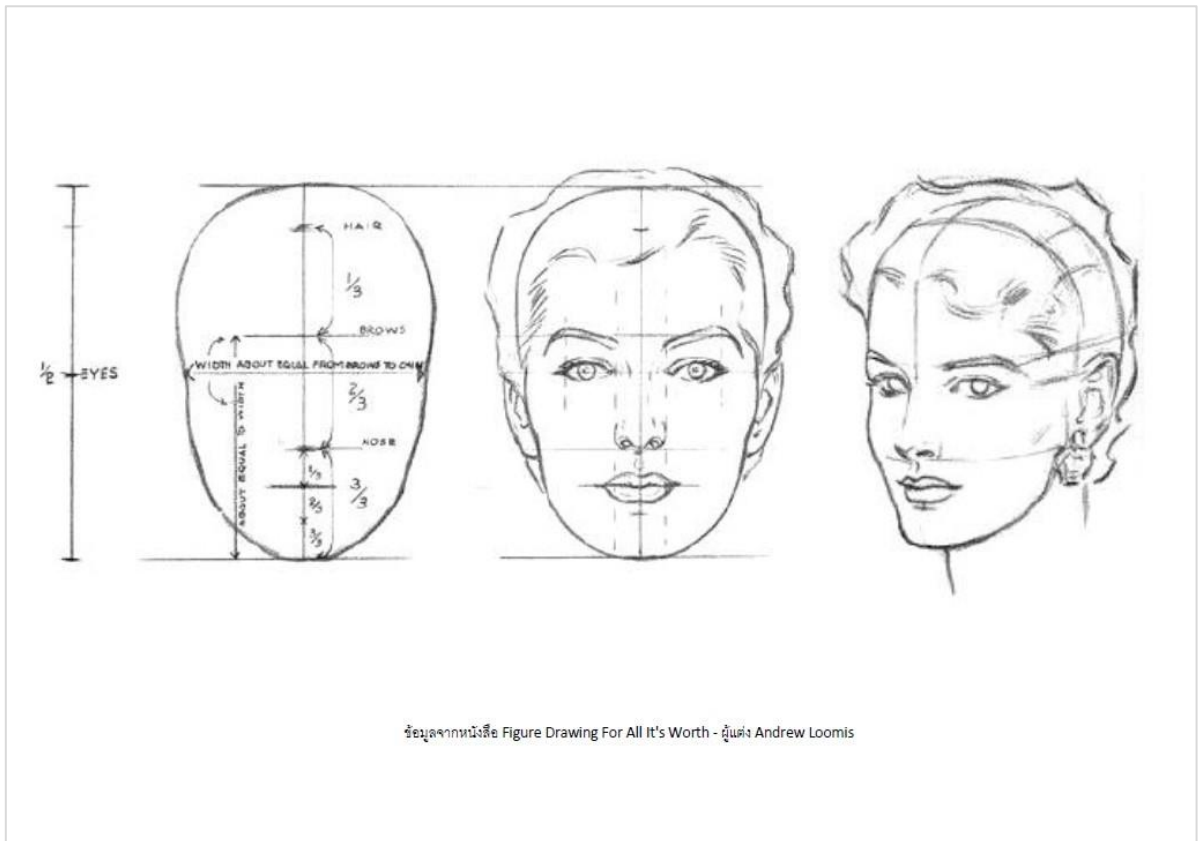 HAIR
1/3
BROWS
WIDTH ABOUT EQUAL FROM BROWS TO CHIN
1/2 EYES
2/3
ABOUT EQUAL TO WIDTH
NOSE
1/3
3/3
2/3
3/3
ข้อมูลจากหนังสือ Figure Drawing For All It's Worth - ผู้แต่ง Andrew Loomis